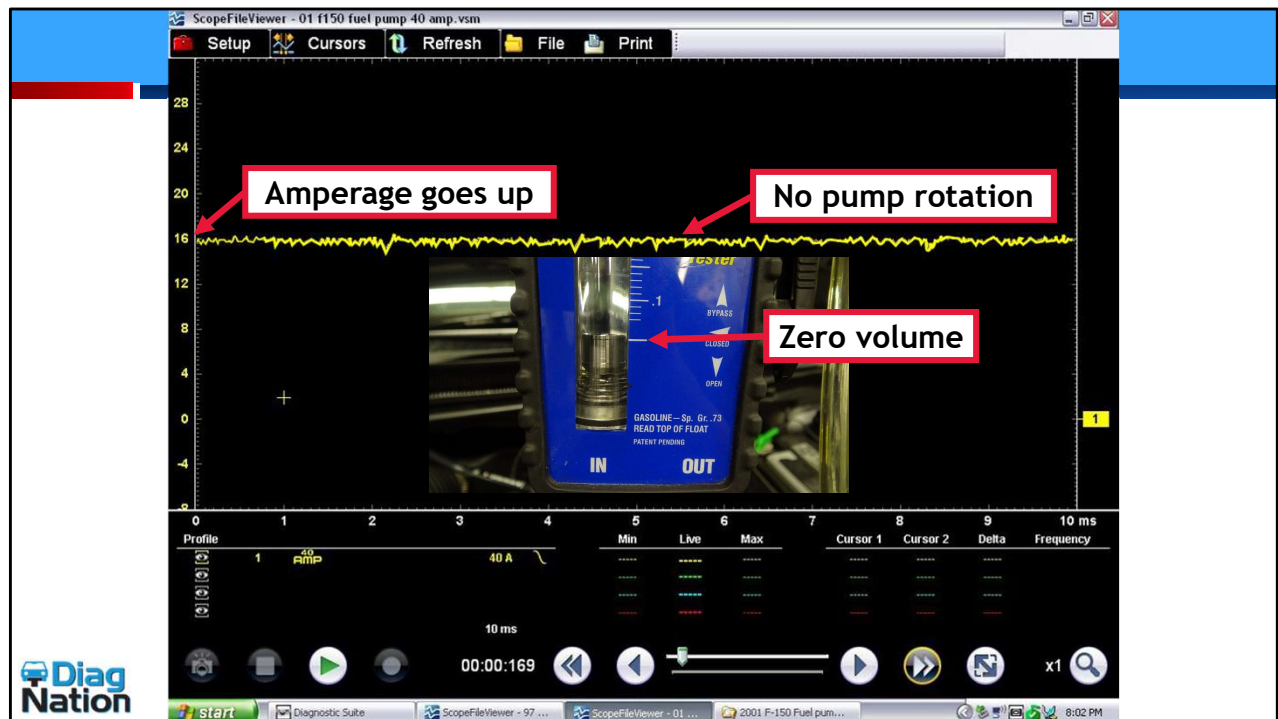 ScopeFileViewer - 01 f150 fuel pump 40 amp.vsm
Setup Cursors Refresh File Print
28
24
20
16
12
8
4
0
-4
-8
Amperage goes up
No pump rotation
Zero volume
Tester
.1
BYPASS
CLOSED
OPEN
GASOLINE – Sp. Gr. .73
READ TOP OF FLOAT
PATENT PENDING
IN OUT
1
0 1 2 3 4 5 6 7 8 9 10 ms
Profile Min Live Max Cursor 1 Cursor 2 Delta Frequency
1 40 AMP 40 A ----- ----- ----- ----- ----- -----
----- ----- ----- ----- ----- -----
----- ----- ----- ----- ----- -----
----- ----- ----- ----- ----- -----
10 ms
00:00:169 x1
Diag
Nation
start Diagnostic Suite ScopeFileViewer - 97 ... ScopeFileViewer - 01 ... 2001 F-150 Fuel pum... 8:02 PM